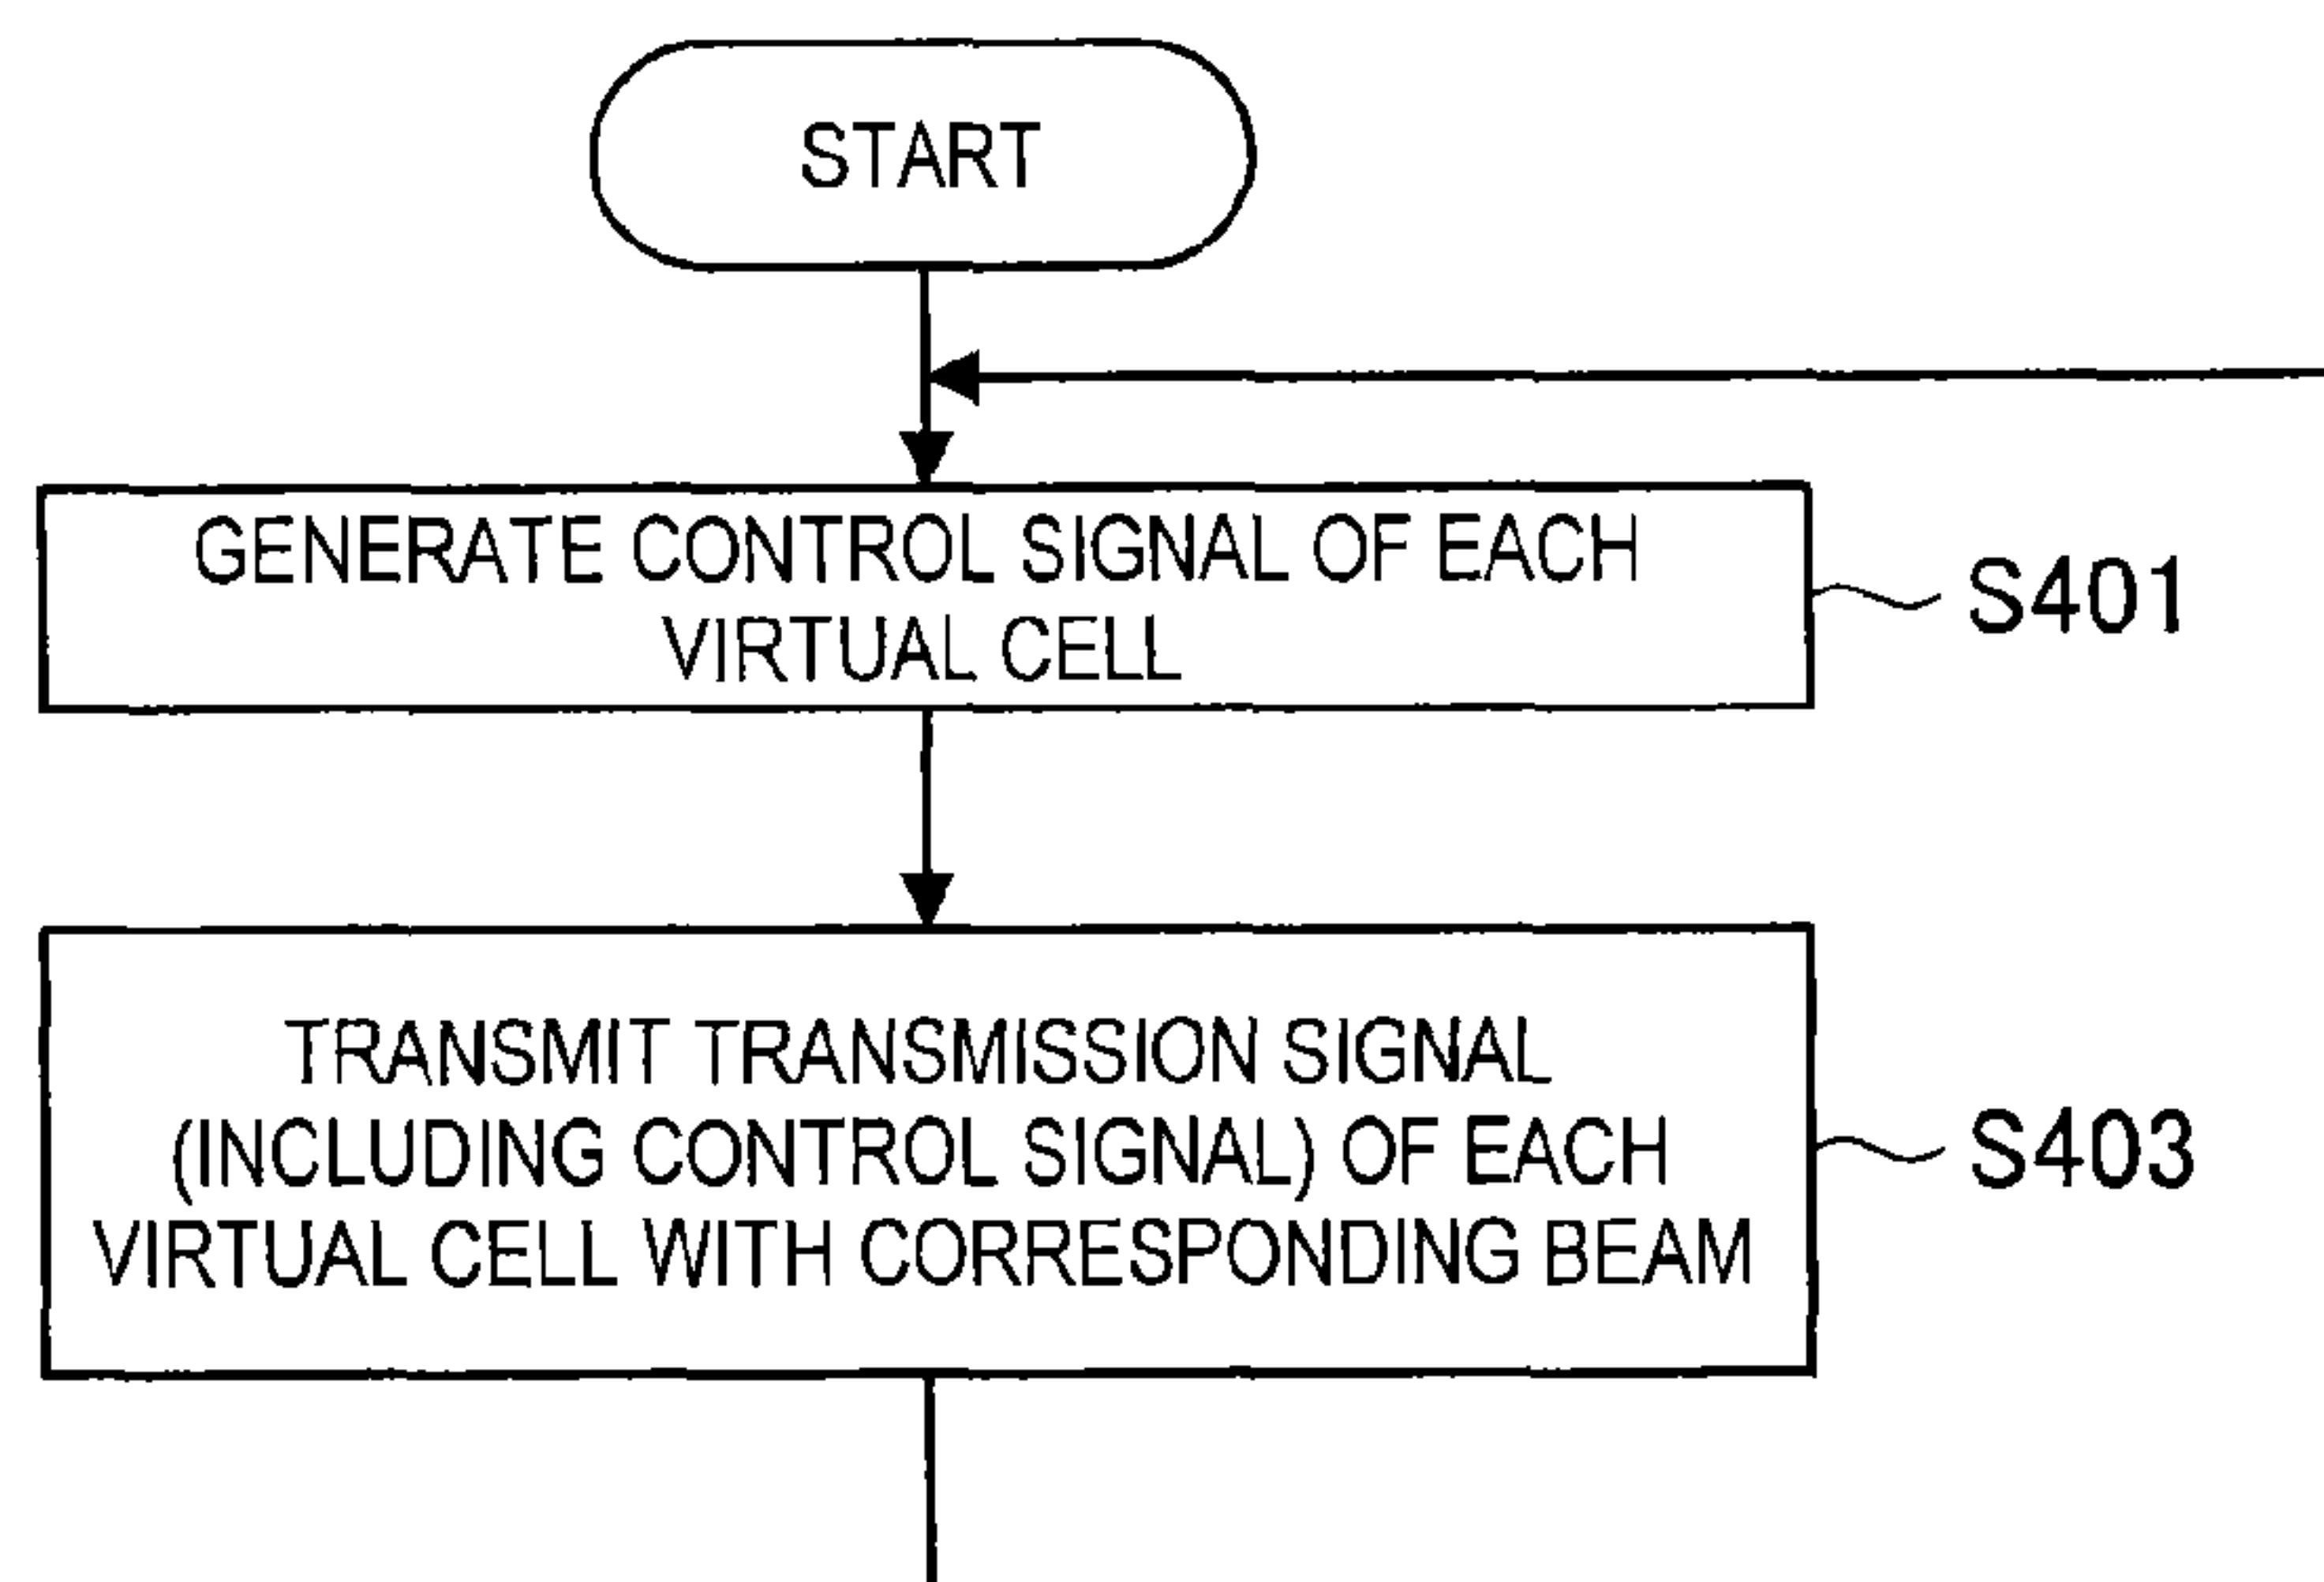 START
GENERATE CONTROL SIGNAL OF EACH
VIRTUAL CELL
S401
TRANSMIT TRANSMISSION SIGNAL
(INCLUDING CONTROL SIGNAL) OF EACH
VIRTUAL CELL WITH CORRESPONDING BEAM
S403